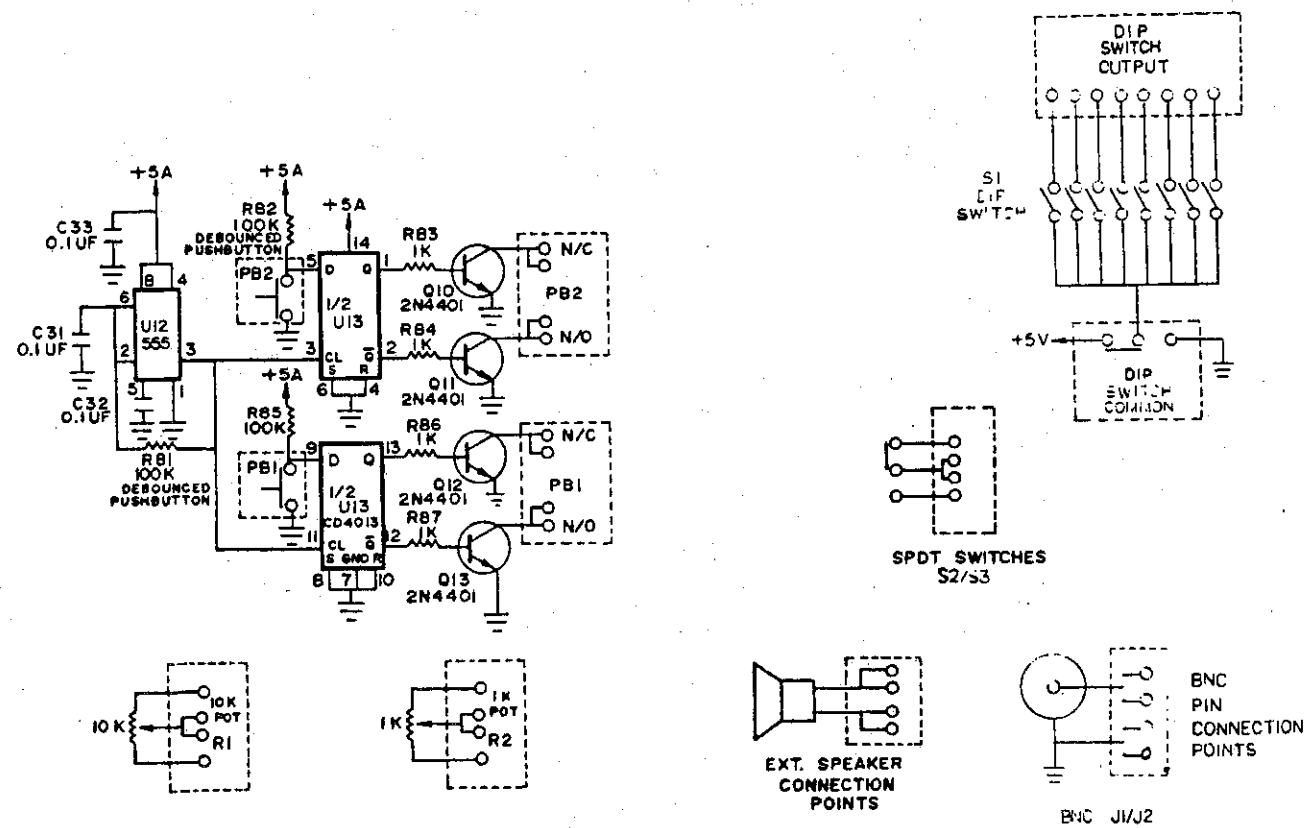 +5A
C33
0.1UF
8 4
6
U12
555
C31
0.1UF
2
3
5
1
C32
0.1UF
R81
100K
DEBOUNCED
PUSHBUTTON
+5A
R82
100K
DEBOUNCED
PUSHBUTTON
PB2
+5A
14
5
D Q
1
1/2
U13
3
CL Q
2
S R
6 4
R83
1K
Q10
2N4401
R84
1K
Q11
2N4401
N/C
PB2
N/O
+5A
R85
100K
PB1
9
D Q
13
1/2
U13
CD4013
11
CL Q
12
S GND R
8 7 10
R86
1K
Q12
2N4401
R87
1K
Q13
2N4401
N/C
PB1
N/O
DIP
SWITCH
OUTPUT
S1
SWITCH
+5V
DIP
SWITCH
COMMON
SPDT SWITCHES
S2/S3
10K
10K
POT
R1
1K
1K
POT
R2
EXT. SPEAKER
CONNECTION
POINTS
BNC
PIN
CONNECTION
POINTS
BNC J1/J2